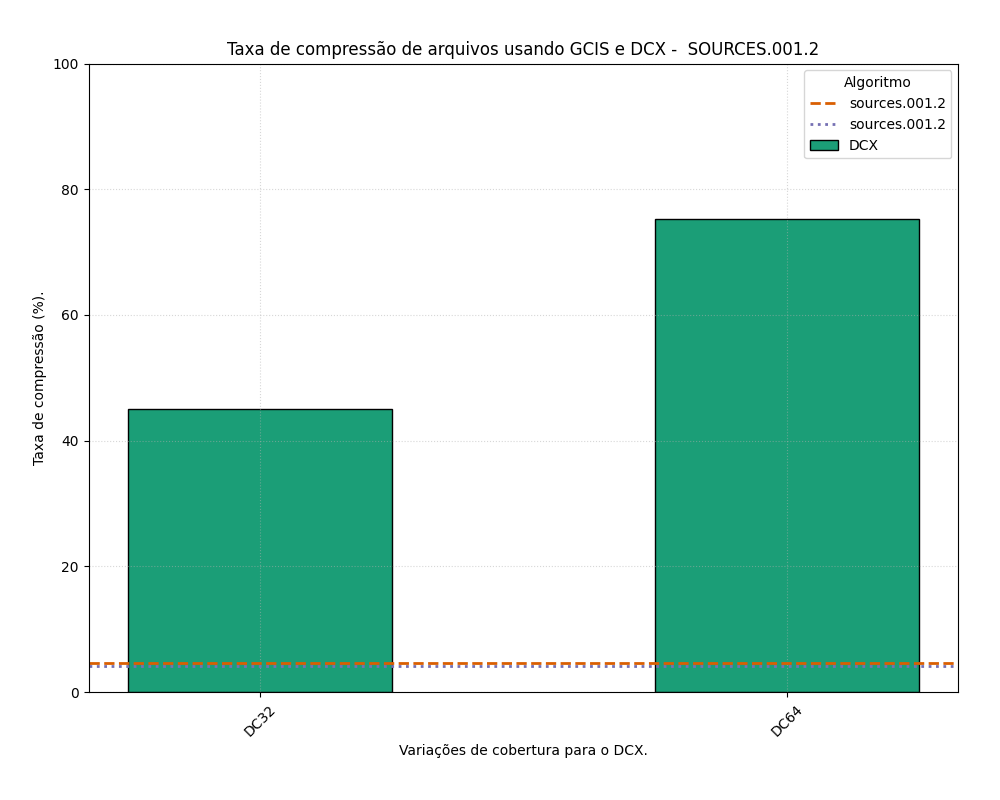 Taxa de compressão de arquivos usando GCIS e DCX -  SOURCES.001.2
Algoritmo
sources.001.2
sources.001.2
DCX
Taxa de compressão (%).
100
80
60
40
20
0
DC32
DC64
Variações de cobertura para o DCX.